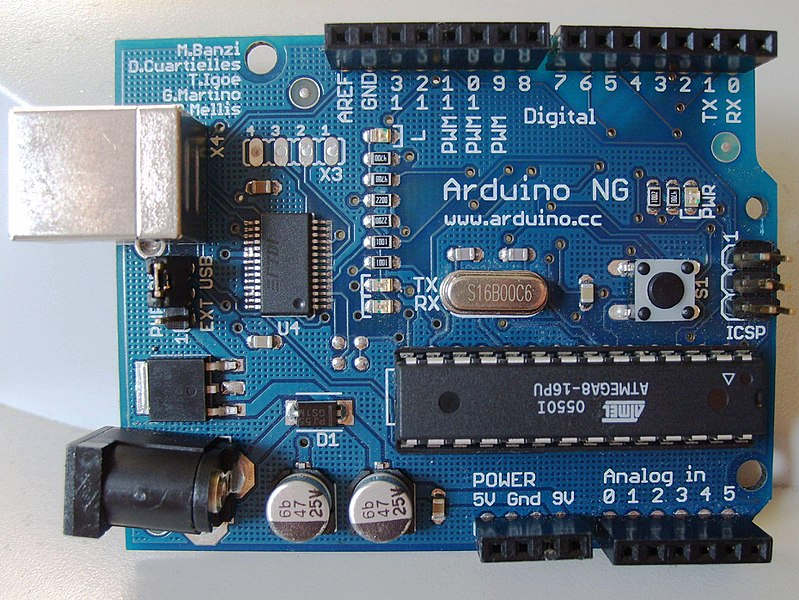 M.Banzi
D.Cuartielles
T.Igoe
G.Martino
Mellis
AREF
GND
13
12
PWM 11
PWM 10
PWM 9
8
7
6
5
4
3
2
TX 1
RX 0
Digital
X4
4 3 2 1
X3
L
Arduino NG
www.arduino.cc
PWR
TX
RX
S16B00C6
S1
1
ICSP
EXT USB
1
FTDI
U4
ATMEL
0550I
ATMEGA8-16PU
D1
6b
47
25V
6b
47
25V
POWER
5V Gnd 9V
Analog in
0 1 2 3 4 5